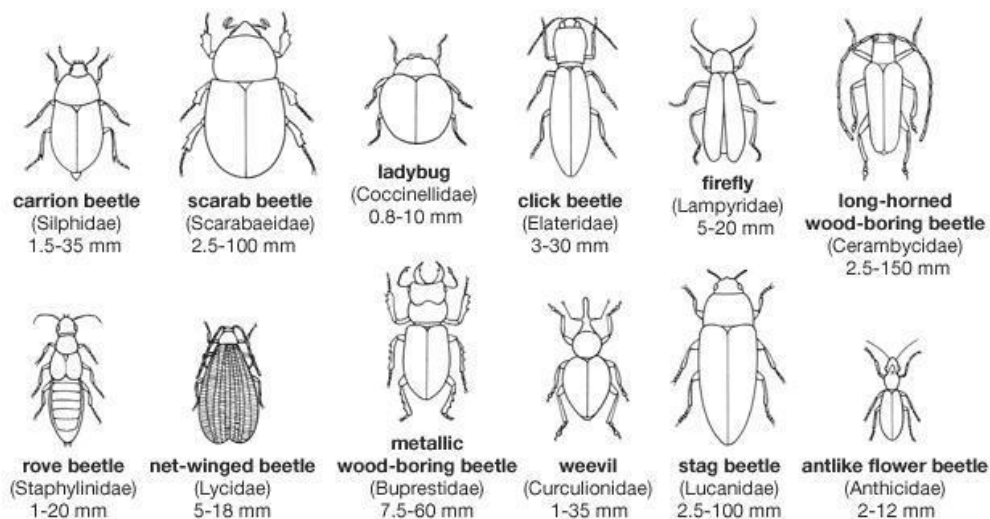 carrion beetle
(Silphidae)
1.5-35 mm
scarab beetle
(Scarabaeidae)
2.5-100 mm
ladybug
(Coccinellidae)
0.8-10 mm
click beetle
(Elateridae)
3-30 mm
firefly
(Lampyridae)
5-20 mm
long-horned
wood-boring beetle
(Cerambycidae)
2.5-150 mm
rove beetle
(Staphylinidae)
1-20 mm
net-winged beetle
(Lycidae)
5-18 mm
metallic
wood-boring beetle
(Buprestidae)
7.5-60 mm
weevil
(Curculionidae)
1-35 mm
stag beetle
(Lucanidae)
2.5-100 mm
antlike flower beetle
(Anthicidae)
2-12 mm